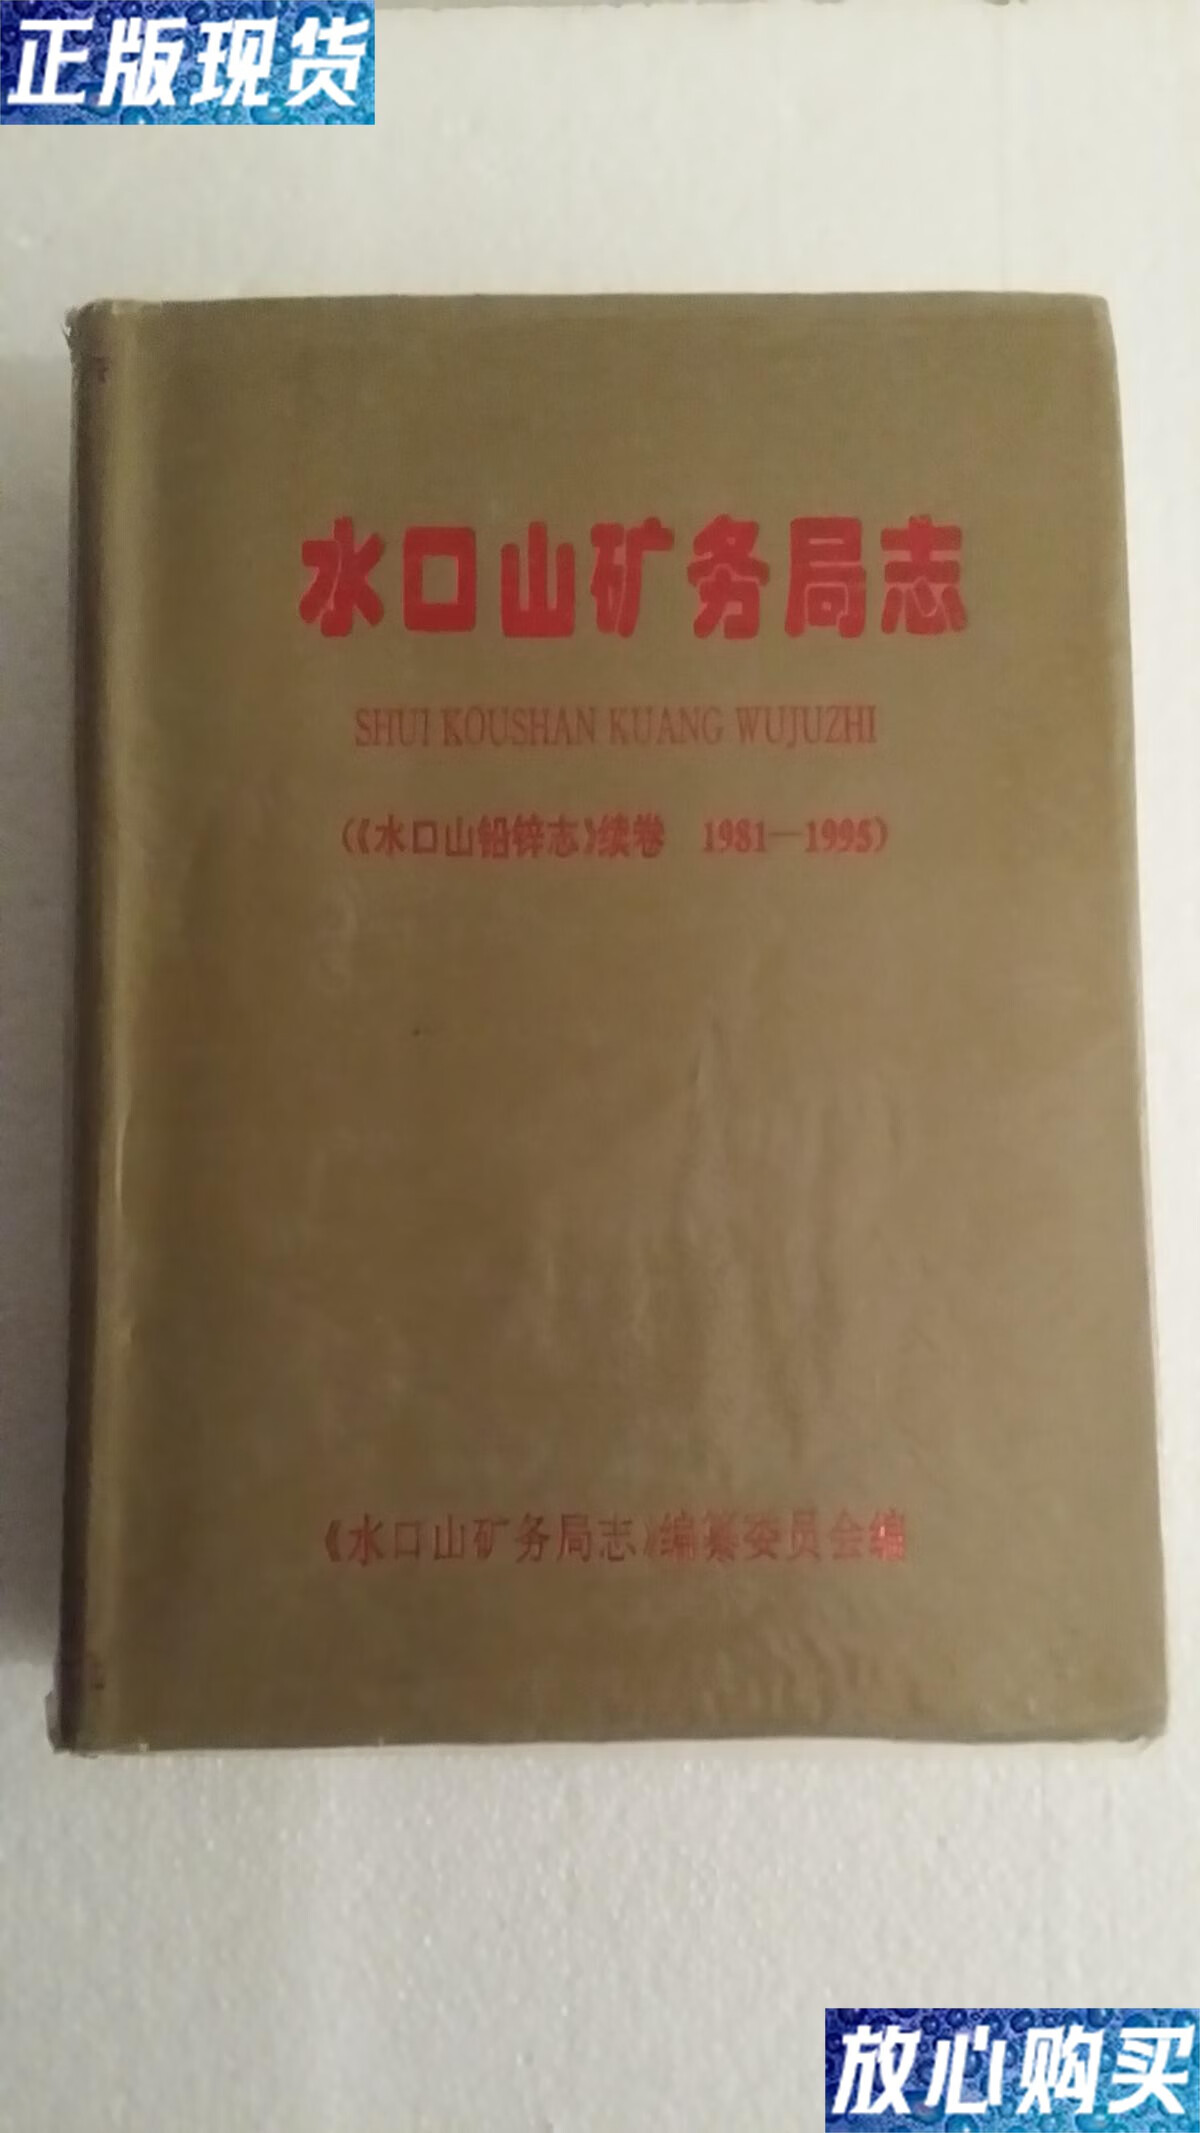 正版现货
水口山矿务局志
SHUI KOUSHAN KUANG WUJUZHI
(《水口山铅锌志》续卷 1981—1995)
《水口山矿务局志》编纂委员会编
放心购买